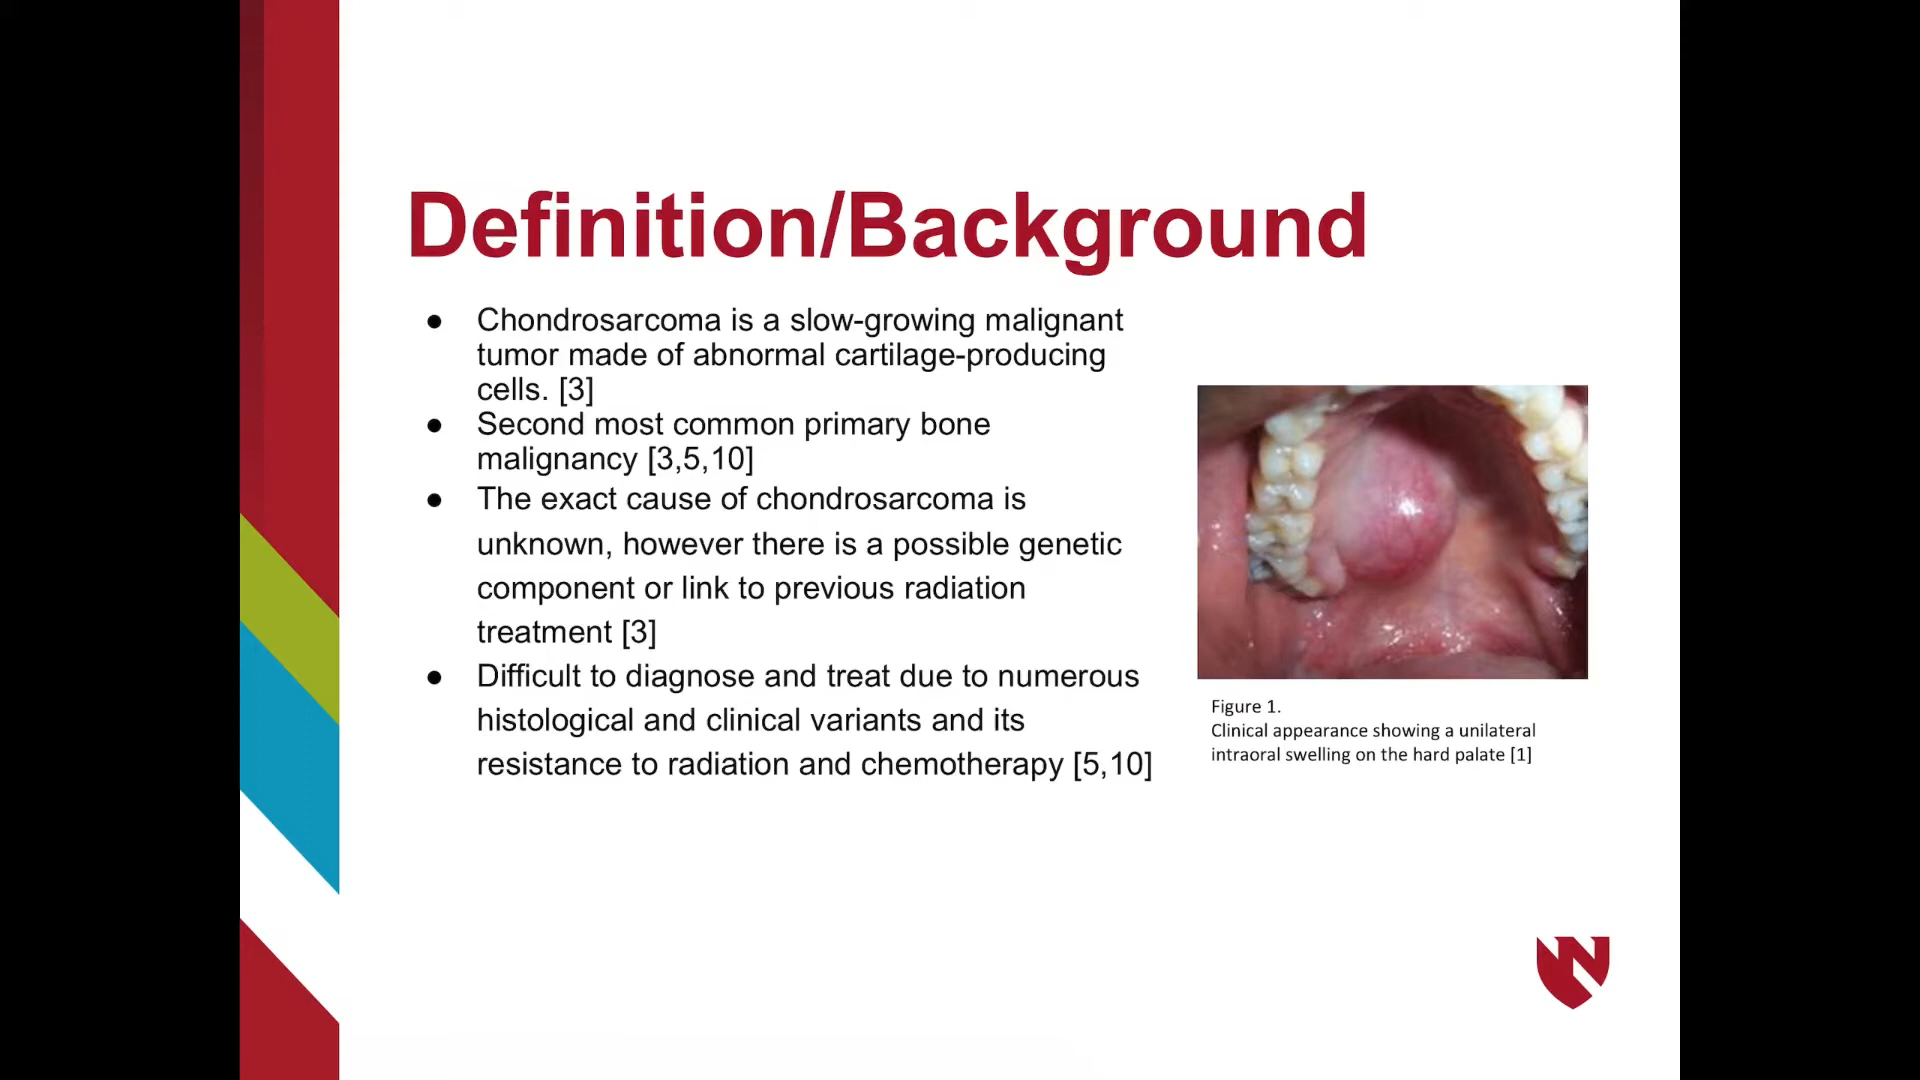 Definition/Background
● Chondrosarcoma is a slow-growing malignant
tumor made of abnormal cartilage-producing
cells. [3]
● Second most common primary bone
malignancy [3,5,10]
● The exact cause of chondrosarcoma is
unknown, however there is a possible genetic
component or link to previous radiation
treatment [3]
● Difficult to diagnose and treat due to numerous
histological and clinical variants and its
resistance to radiation and chemotherapy [5,10]
Figure 1.
Clinical appearance showing a unilateral
intraoral swelling on the hard palate [1]
N